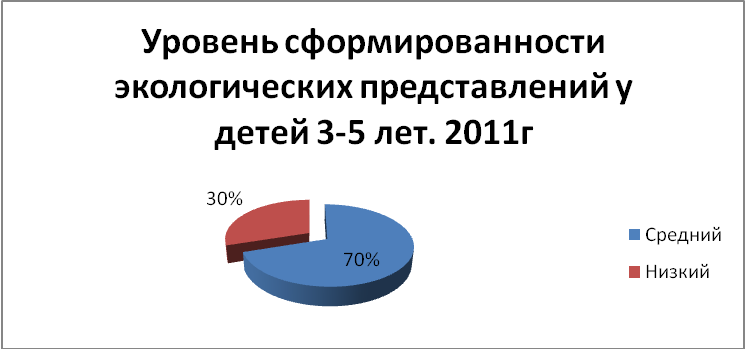 Уровень сформированности
экологических представлений у
детей 3-5 лет. 2011г
30%
70%
Средний
Низкий